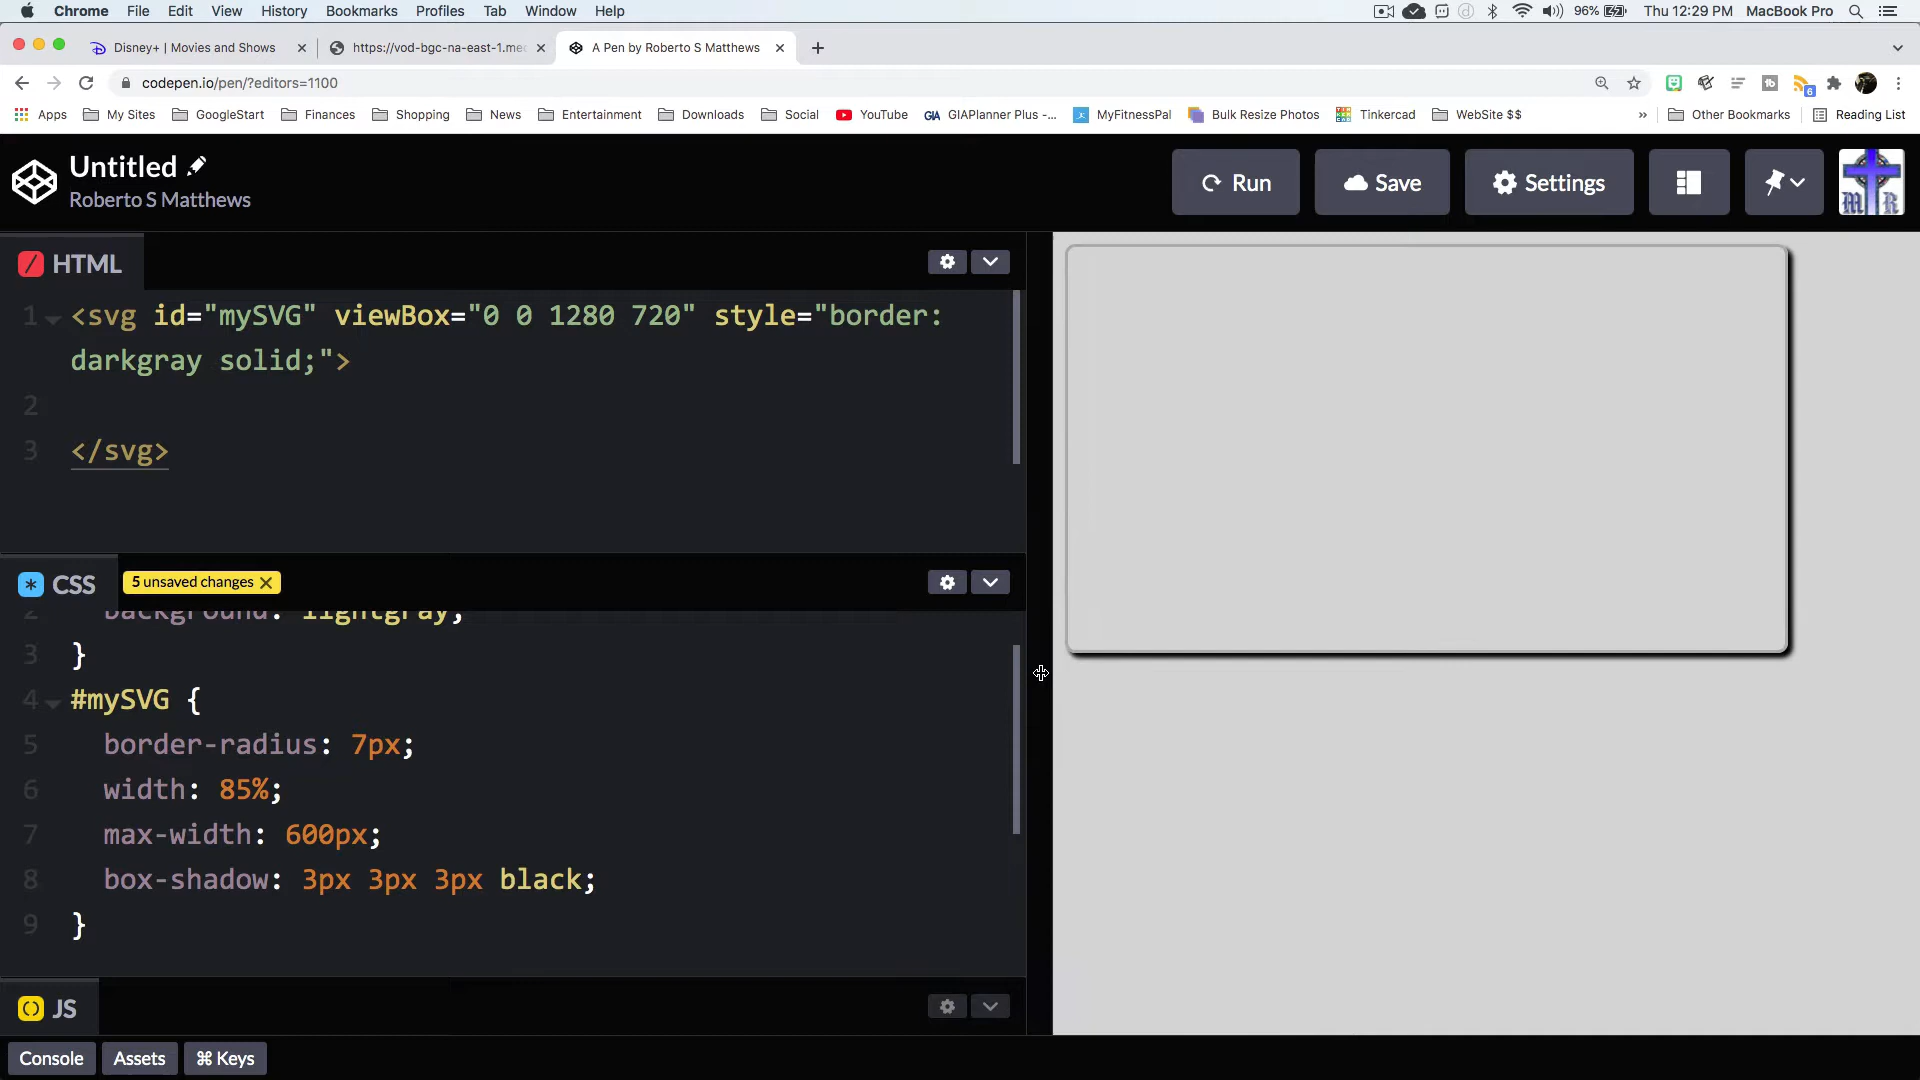 Chrome File Edit View History Bookmarks Profiles Tab Window Help 96% Thu 12:29 PM MacBook Pro
Disney+ | Movies and Shows https://vod-bgc-na-east-1.med A Pen by Roberto S Matthews
codepen.io/pen/?editors=1100
6
Apps My Sites GoogleStart Finances Shopping News Entertainment Downloads Social YouTube GIAPlanner Plus -... MyFitnessPal Bulk Resize Photos Tinkercad WebSite $$ » Other Bookmarks Reading List
Untitled
Roberto S Matthews
Run Save Settings
M R
HTML
1 <svg id="mySVG" viewBox="0 0 1280 720" style="border:
darkgray solid;">
2
3 </svg>
CSS 5 unsaved changes
2 background: lightgray;
3 }
4 #mySVG {
5 border-radius: 7px;
6 width: 85%;
7 max-width: 600px;
8 box-shadow: 3px 3px 3px black;
9 }
JS
Console Assets ⌘ Keys